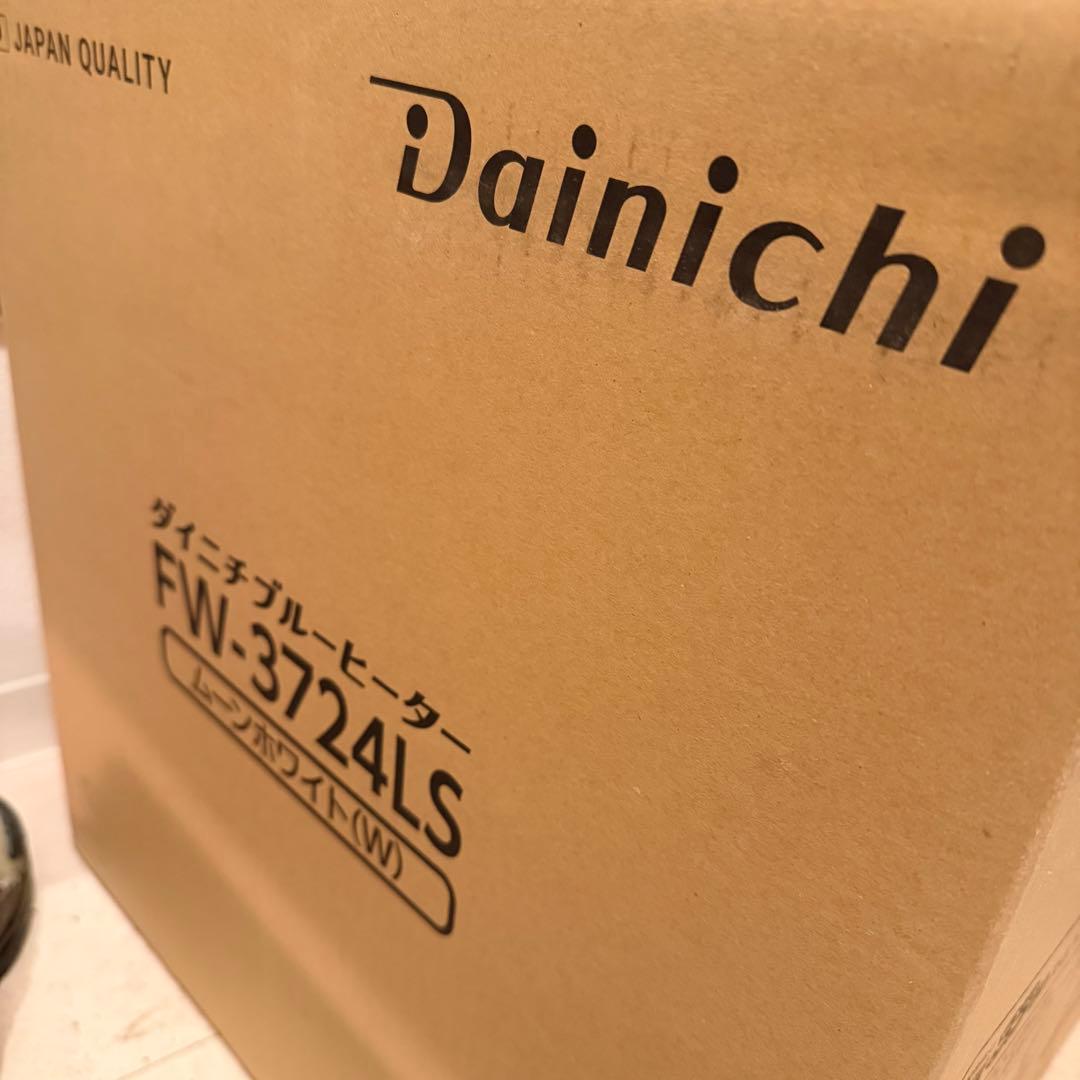 JAPAN QUALITY
Dainichi
ダイニチブルーヒーター
FW-3724LS
ムーンホワイト(W)